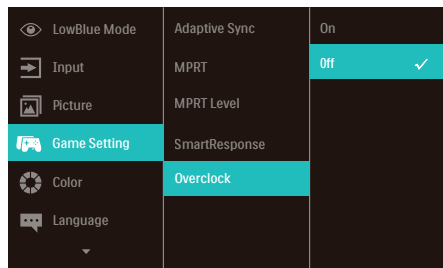 LowBlue Mode
Input
Picture
Game Setting
Color
Language
Adaptive Sync
MPRT
MPRT Level
SmartResponse
Overclock
On
Off